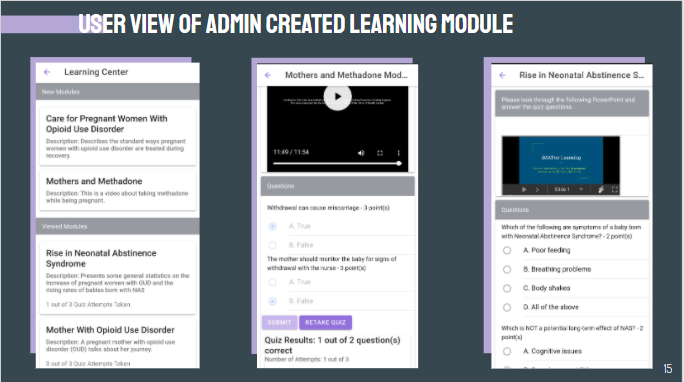 USER VIEW OF ADMIN CREATED LEARNING MODULE
Learning Center
New Modules
Care for Pregnant Women With
Opioid Use Disorder
Description: Describes the standard ways pregnant
women with opioid use disorder are treated during
recovery.
Mothers and Methadone
Description: This is a video about taking methadone
while being pregnant.
Viewed Modules
Rise in Neonatal Abstinence
Syndrome
Description: Presents some general statistics on the
increase of pregnant women with OUD and the
rising rates of babies born with NAS
1 out of 3 Quiz Attempts Taken
Mother With Opioid Use Disorder
Description: A pregnant mother with opioid use
disorder (OUD) talks about her journey.
0 out of 3 Quiz Attempts Taken
Mothers and Methadone Mod...
11:49 / 11:54
Questions
Withdrawal can cause miscarriage - 3 point(s)
A. True
B. False
The mother should monitor the baby for signs of
withdrawal with the nurse - 3 point(s)
A. True
B. False
SUBMIT
RETAKE QUIZ
Quiz Results: 1 out of 2 question(s)
correct
Number of Attempts: 1 out of 3
Rise in Neonatal Abstinence S...
Please look through the following PowerPoint and
answer the quiz questions
iMATter Learning
Questions
Which of the following are symptoms of a baby born
with Neonatal Abstinence Syndrome? - 2 point(s)
A. Poor feeding
B. Breathing problems
C. Body shakes
D. All of the above
Which is NOT a potential long-term effect of NAS? - 2
point(s)
A. Cognitive issues
15